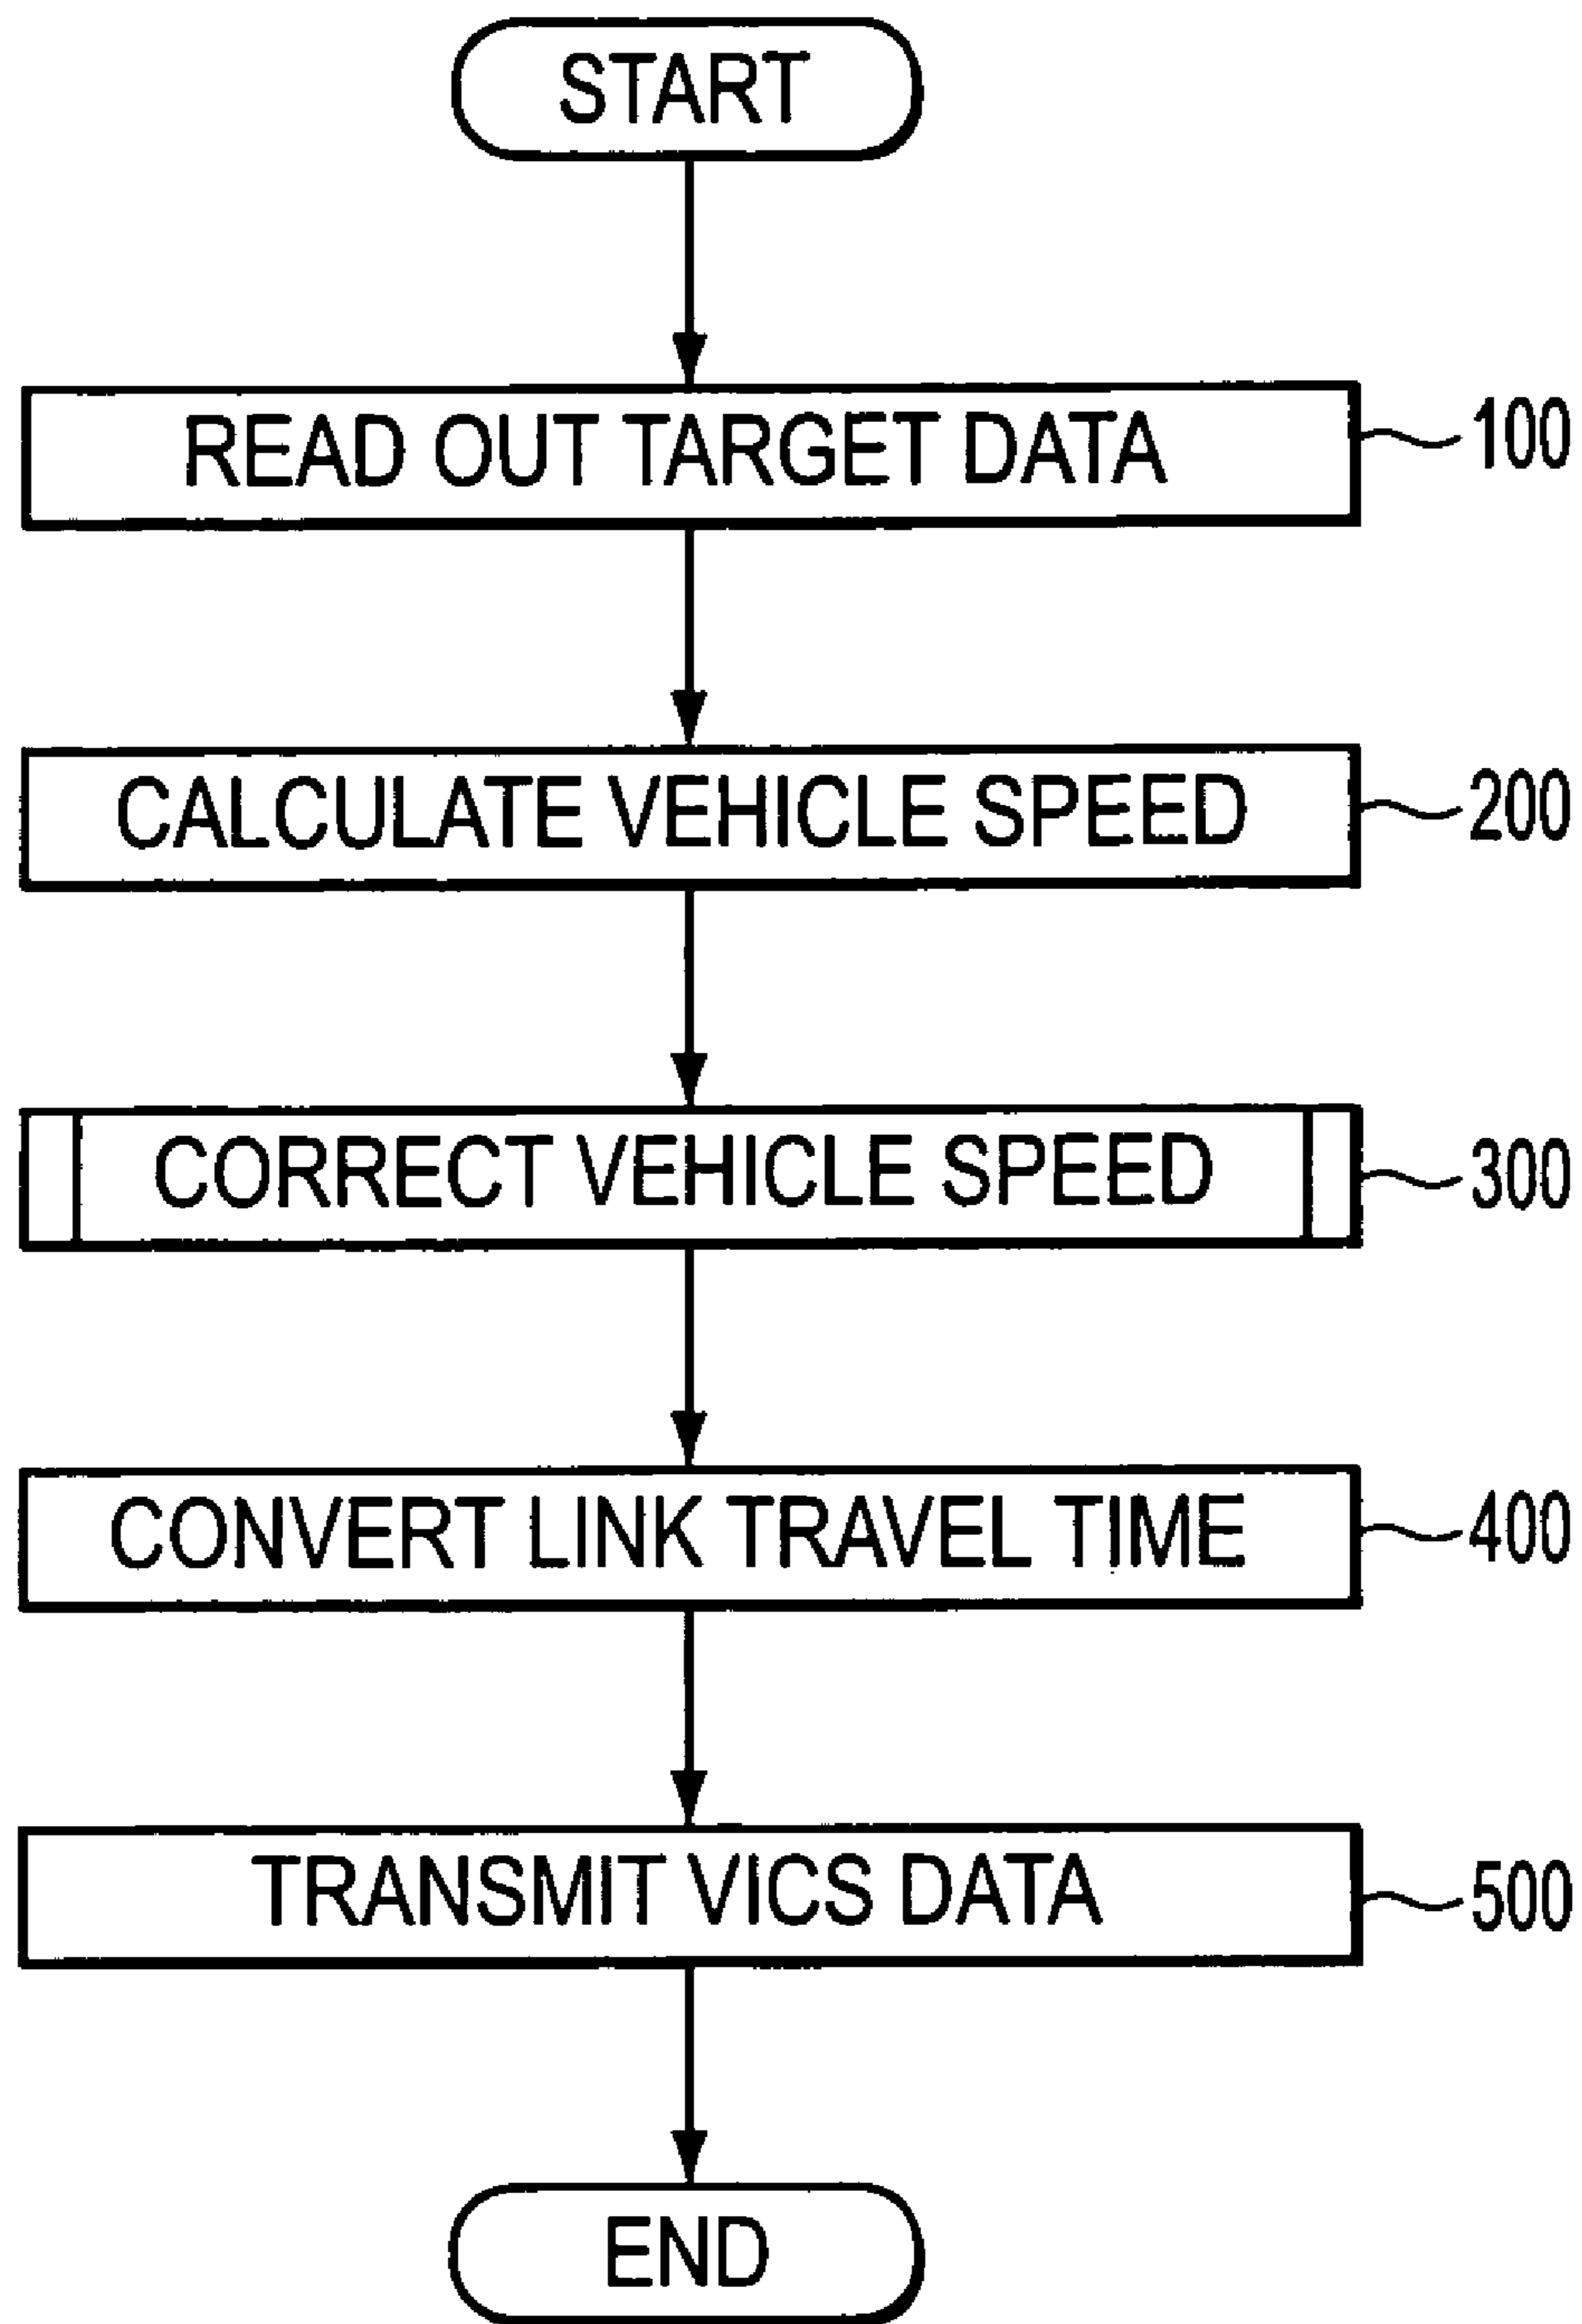 START
READ OUT TARGET DATA 100
CALCULATE VEHICLE SPEED 200
CORRECT VEHICLE SPEED 300
CONVERT LINK TRAVEL TIME 400
TRANSMIT VICS DATA 500
END